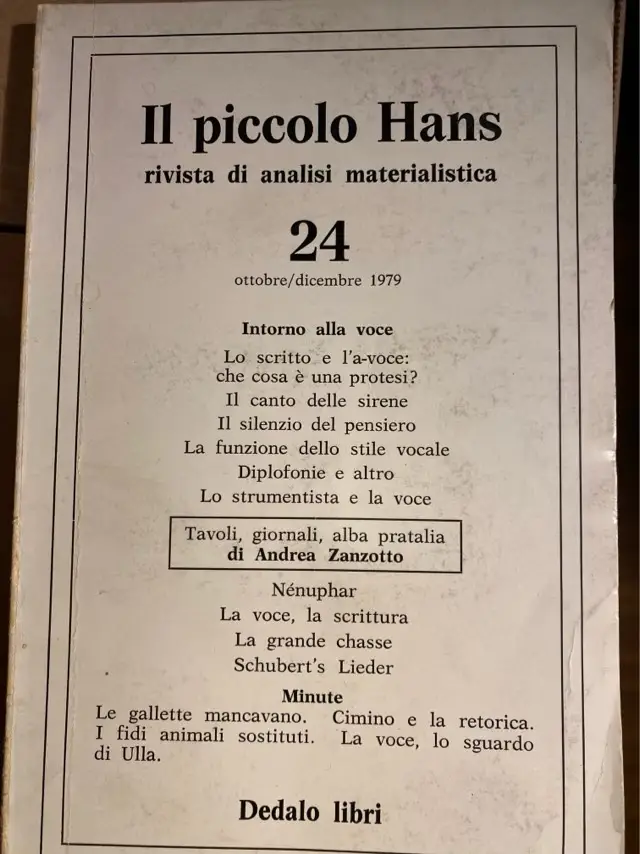 Il piccolo Hans
rivista di analisi materialistica
24
ottobre/dicembre 1979
Intorno alla voce
Lo scritto e l'a-voce:
che cosa è una protesi?
Il canto delle sirene
Il silenzio del pensiero
La funzione dello stile vocale
Diplofonie e altro
Lo strumentista e la voce
Tavoli, giornali, alba pratalia
di Andrea Zanzotto
Nénuphar
La voce, la scrittura
La grande chasse
Schubert's Lieder
Minute
Le gallette mancavano. Cimino e la retorica.
I fidi animali sostituti. La voce, lo sguardo
di Ulla.
Dedalo libri